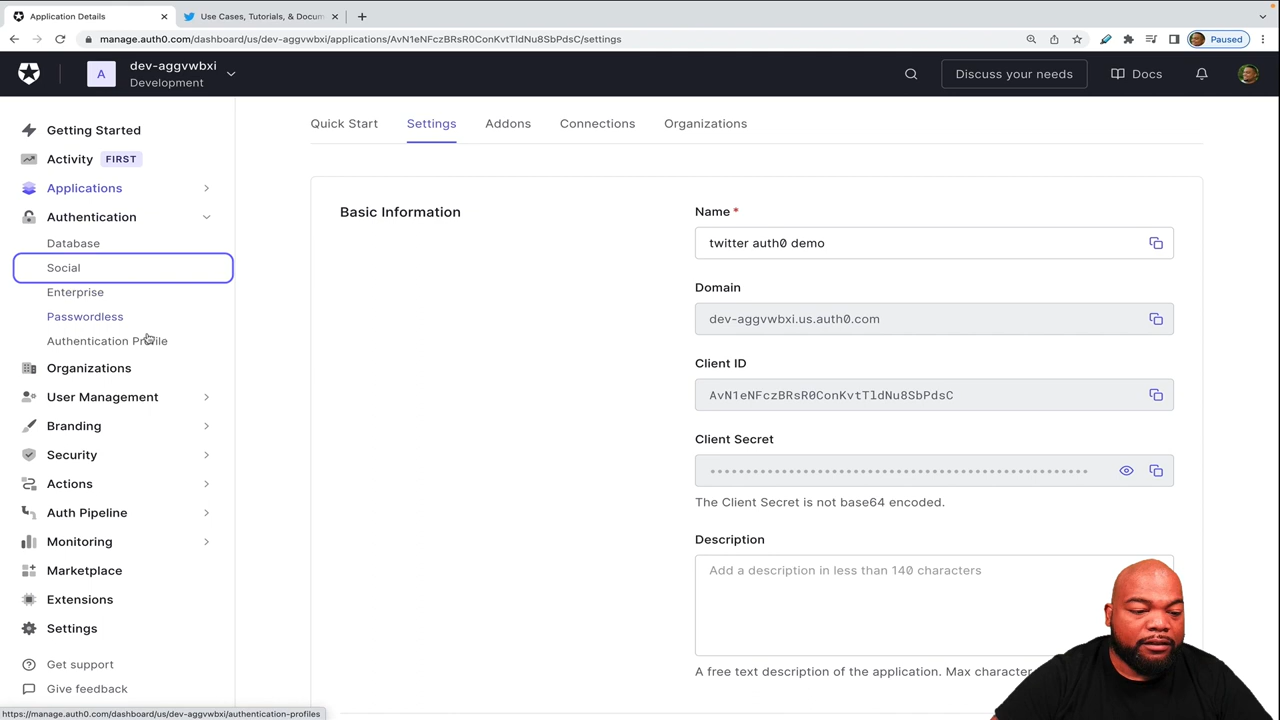 Application Details
Use Cases, Tutorials, & Docum
manage.auth0.com/dashboard/us/dev-aggvwbxi/applications/AvN1eNFczBRsR0ConKvtTldNu8SbPdsC/settings
Paused
A
dev-aggvwbxi
Development
Discuss your needs
Docs
Getting Started
Activity FIRST
Applications
Authentication
Database
Social
Enterprise
Passwordless
Authentication Profile
Organizations
User Management
Branding
Security
Actions
Auth Pipeline
Monitoring
Marketplace
Extensions
Settings
Get support
Give feedback
https://manage.auth0.com/dashboard/us/dev-aggvwbxi/authentication-profiles
Quick Start
Settings
Addons
Connections
Organizations
Basic Information
Name *
twitter auth0 demo
Domain
dev-aggvwbxi.us.auth0.com
Client ID
AvN1eNFczBRsR0ConKvtTldNu8SbPdsC
Client Secret
The Client Secret is not base64 encoded.
Description
Add a description in less than 140 characters
A free text description of the application. Max character